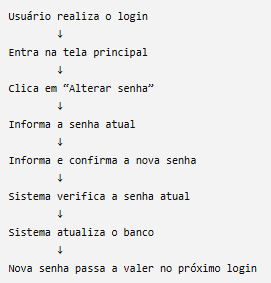 Usuário realiza o login
↓
Entra na tela principal
↓
Clica em “Alterar senha”
↓
Informa a senha atual
↓
Informa e confirma a nova senha
↓
Sistema verifica a senha atual
↓
Sistema atualiza o banco
↓
Nova senha passa a valer no próximo login